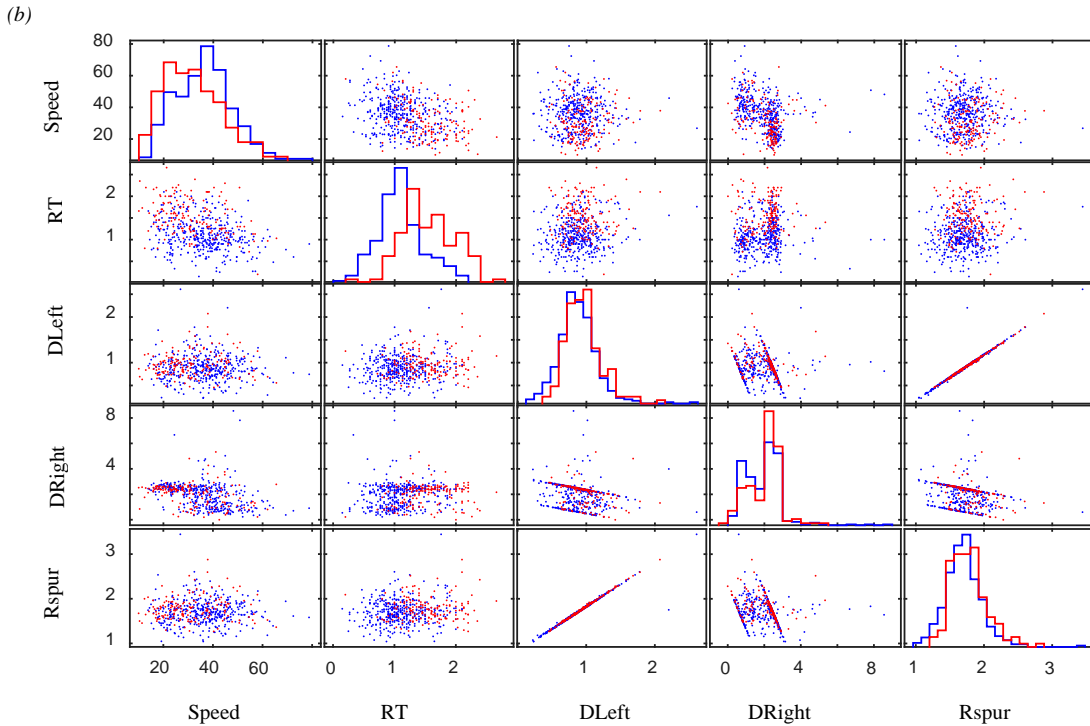 (b)
80
60
40
20
Speed
2
1
RT
2
1
DLeft
8
4
0
DRight
3
2
1
Rspur
20 40 60 0 1 2 1 2 0 4 8 1 2 3
Speed RT DLeft DRight Rspur